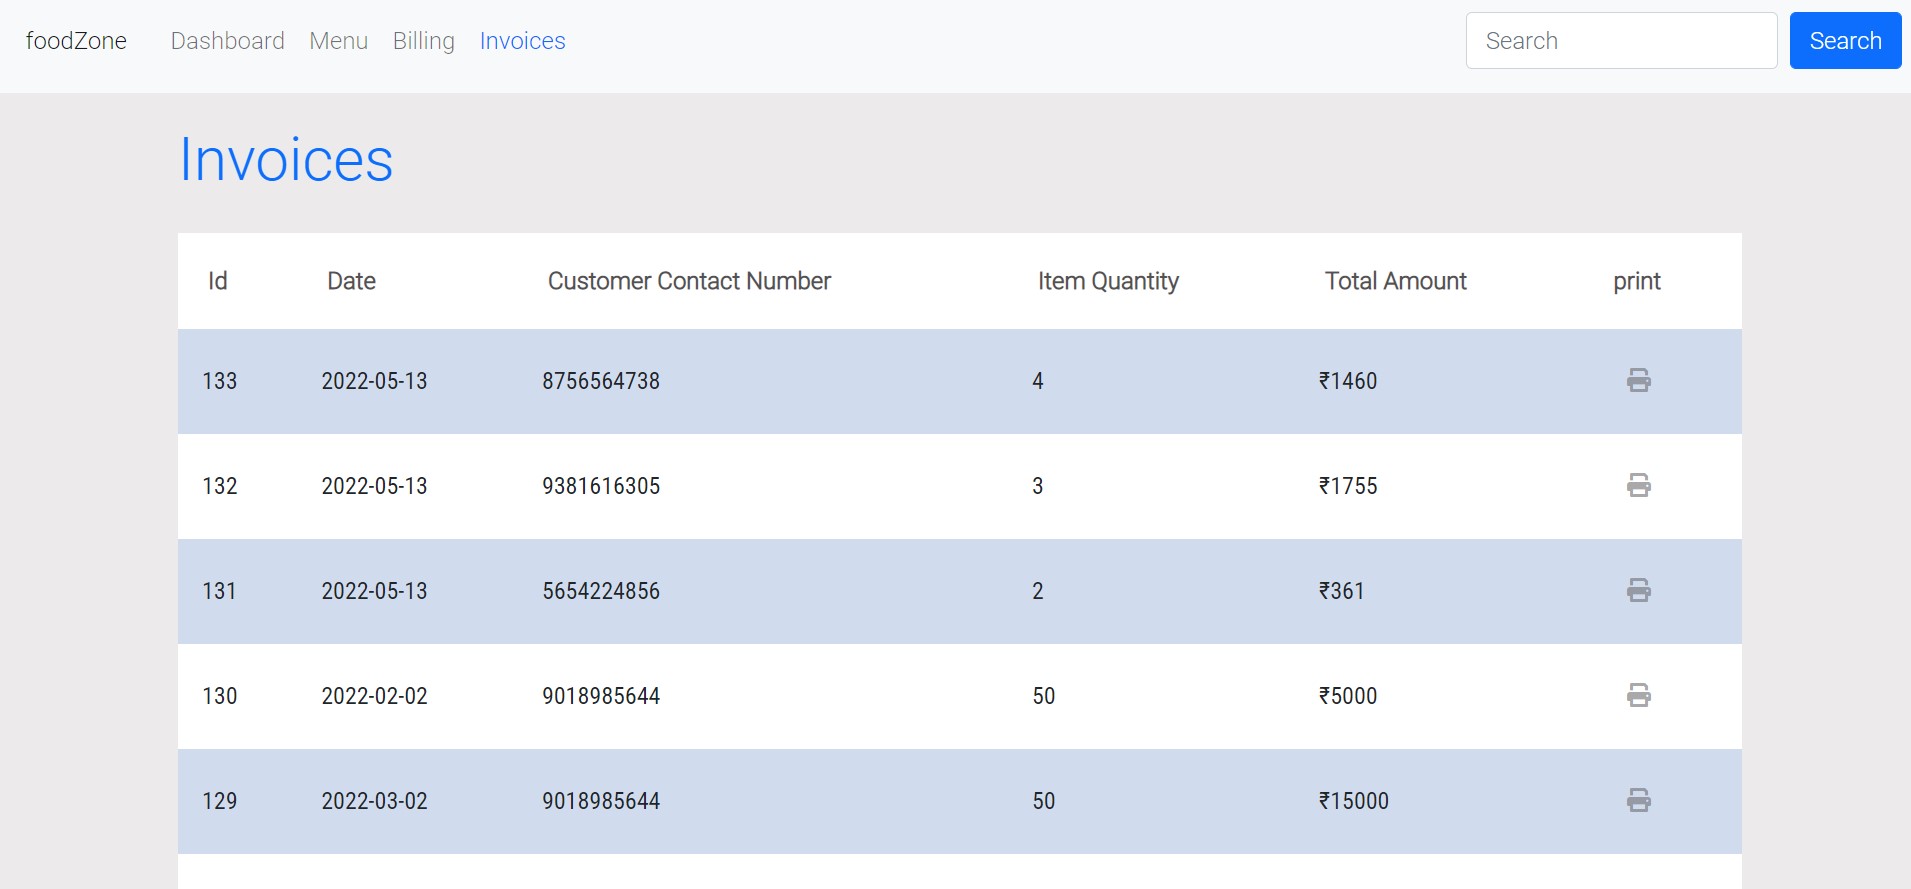 foodZone Dashboard Menu Billing Invoices Search Search
Invoices
Id Date Customer Contact Number Item Quantity Total Amount print
133 2022-05-13 8756564738 4 ₹1460
132 2022-05-13 9381616305 3 ₹1755
131 2022-05-13 5654224856 2 ₹361
130 2022-02-02 9018985644 50 ₹5000
129 2022-03-02 9018985644 50 ₹15000